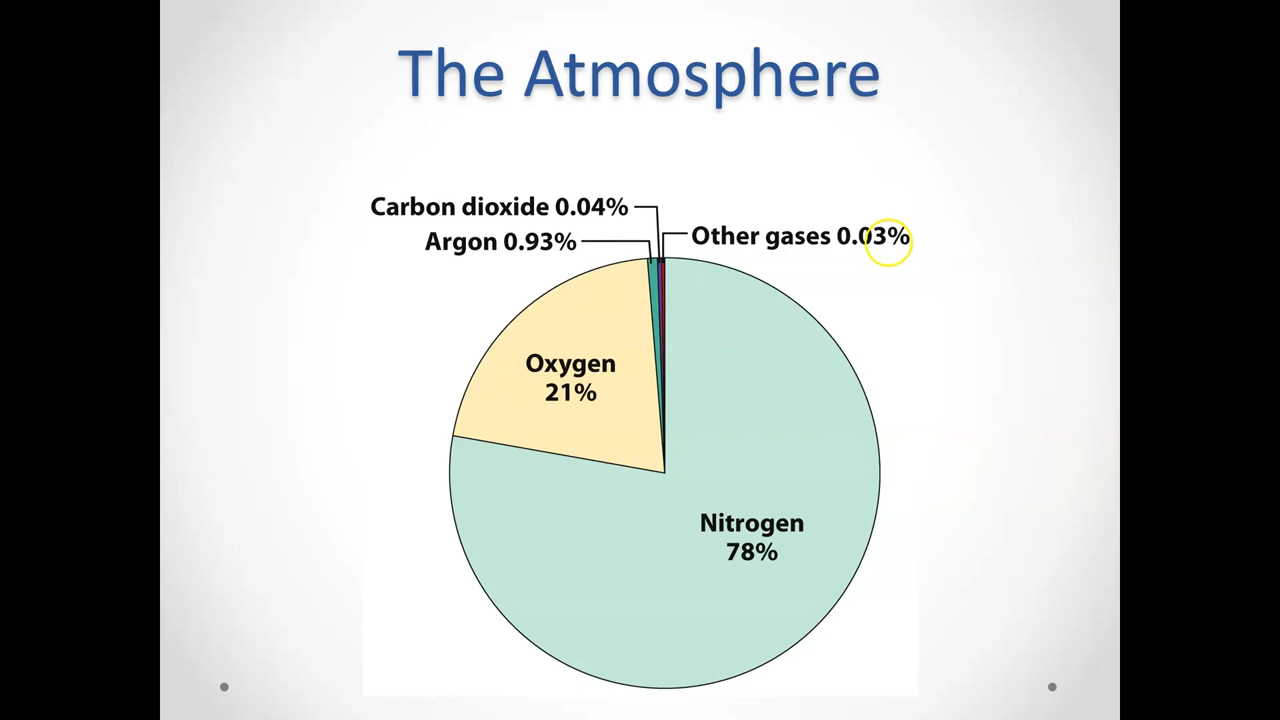 The Atmosphere
Carbon dioxide 0.04%
Other gases 0.03%
Argon 0.93%
Oxygen
21%
Nitrogen
78%